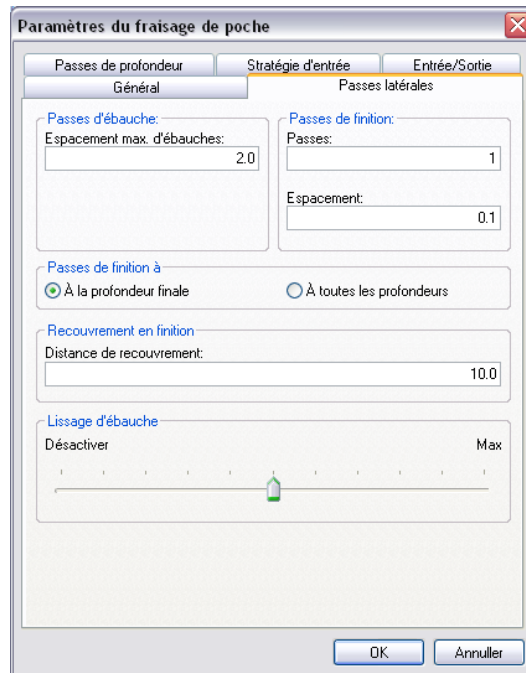 Paramètres du fraisage de poche
Passes de profondeur
Stratégie d'entrée
Entrée/Sortie
Général
Passes latérales
Passes d'ébauche:
Espacement max. d'ébauches:
2.0
Passes de finition:
Passes:
1
Espacement:
0.1
Passes de finition à
À la profondeur finale
À toutes les profondeurs
Recouvrement en finition
Distance de recouvrement:
10.0
Lissage d'ébauche
Désactiver
Max
OK
Annuller